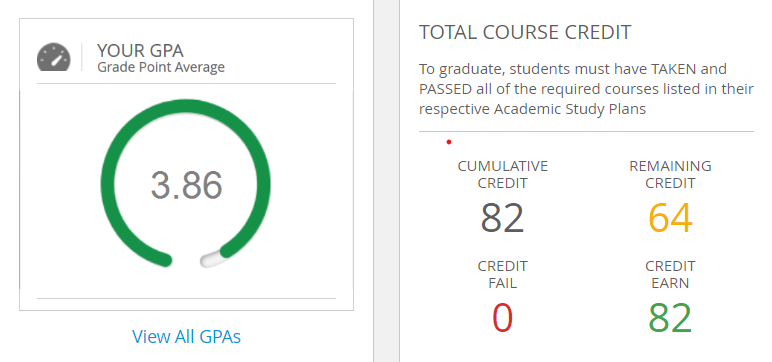 YOUR GPA
Grade Point Average
3.86
View All GPAs
TOTAL COURSE CREDIT
To graduate, students must have TAKEN and
PASSED all of the required courses listed in their
respective Academic Study Plans
CUMULATIVE
CREDIT
82
REMAINING
CREDIT
64
CREDIT
FAIL
0
CREDIT
EARN
82